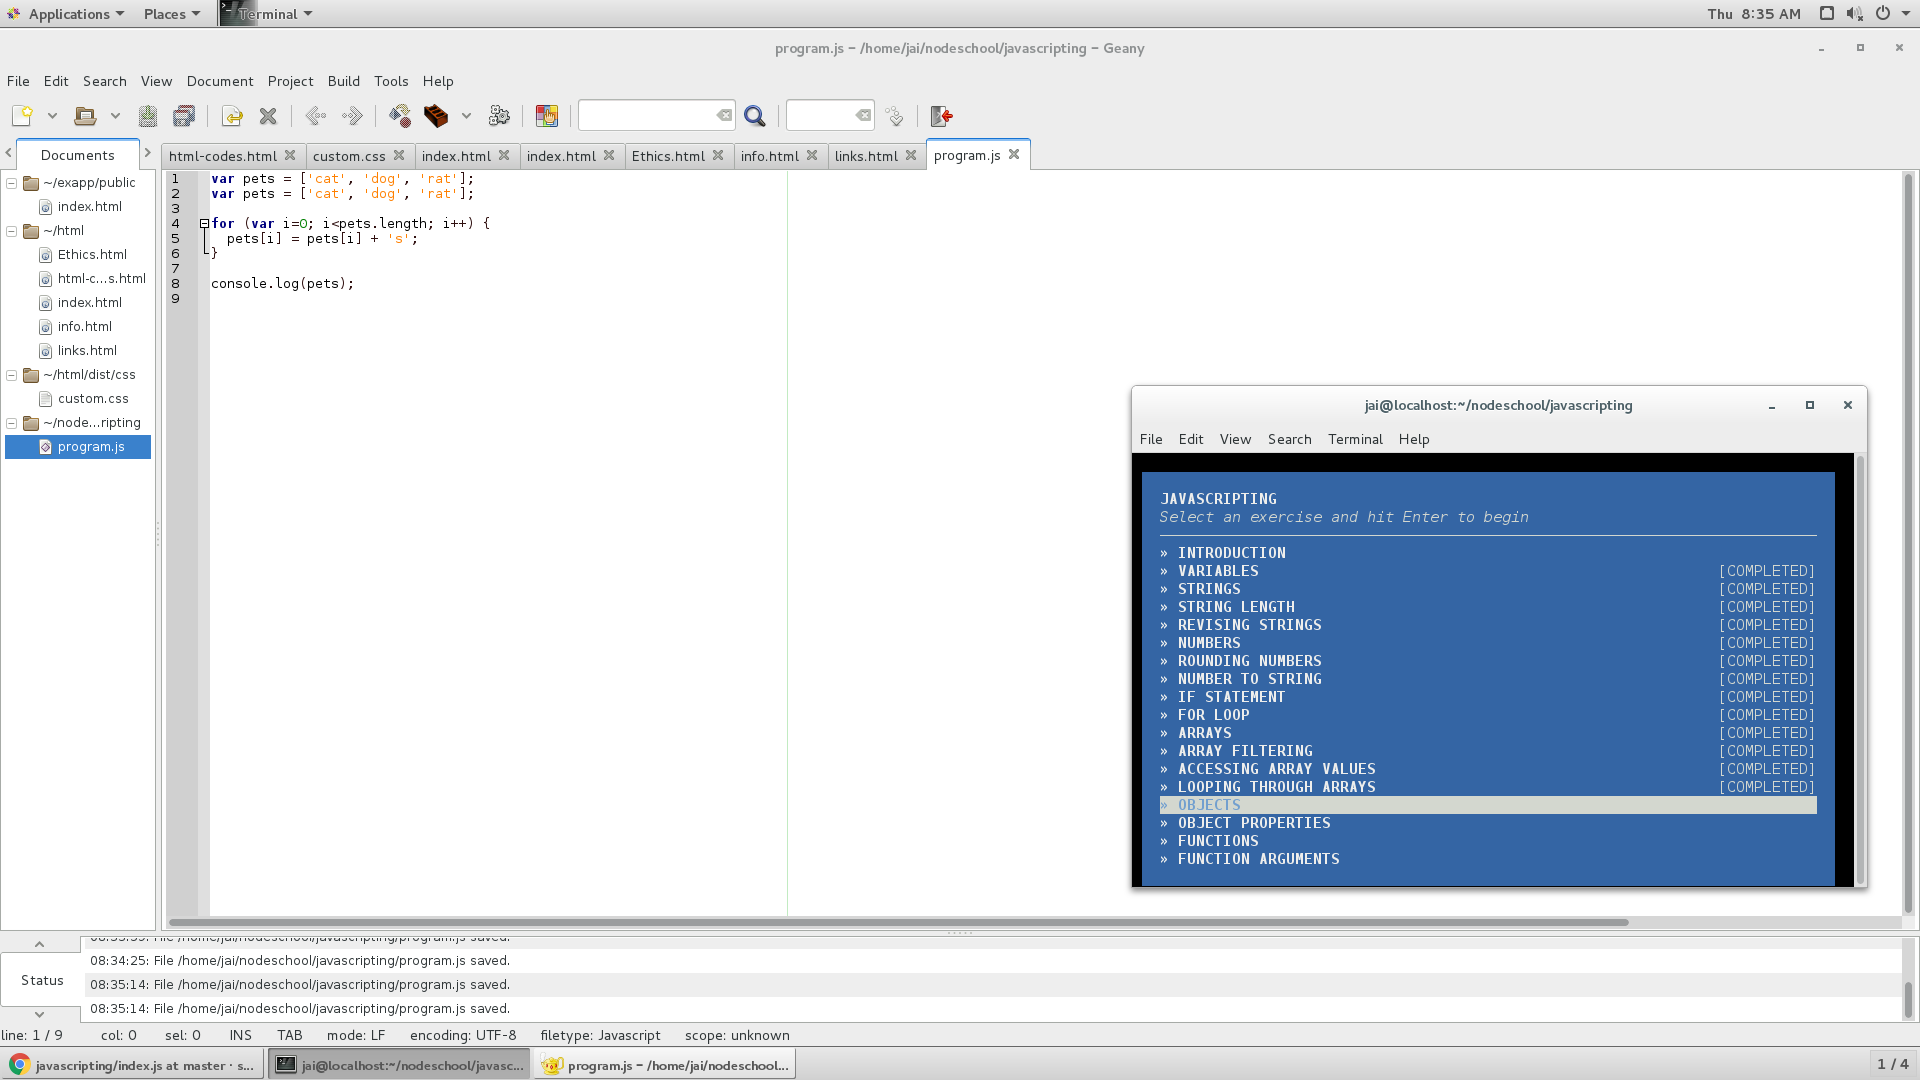 Applications Places Terminal Thu 8:35 AM
program.js – /home/jai/nodeschool/javascripting – Geany
File Edit Search View Document Project Build Tools Help
Documents html-codes.html custom.css index.html index.html Ethics.html info.html links.html program.js
~/exapp/public
index.html
~/html
Ethics.html
html-c...s.html
index.html
info.html
links.html
~/html/dist/css
custom.css
~/node...ripting
program.js
1 var pets = ['cat', 'dog', 'rat'];
2 var pets = ['cat', 'dog', 'rat'];
3
4 for (var i=0; i<pets.length; i++) {
5 pets[i] = pets[i] + 's';
6 }
7
8 console.log(pets);
9
jai@localhost:~/nodeschool/javascripting
File Edit View Search Terminal Help
JAVASCRIPTING
Select an exercise and hit Enter to begin
» INTRODUCTION
» VARIABLES [COMPLETED]
» STRINGS [COMPLETED]
» STRING LENGTH [COMPLETED]
» REVISING STRINGS [COMPLETED]
» NUMBERS [COMPLETED]
» ROUNDING NUMBERS [COMPLETED]
» NUMBER TO STRING [COMPLETED]
» IF STATEMENT [COMPLETED]
» FOR LOOP [COMPLETED]
» ARRAYS [COMPLETED]
» ARRAY FILTERING [COMPLETED]
» ACCESSING ARRAY VALUES [COMPLETED]
» LOOPING THROUGH ARRAYS [COMPLETED]
» OBJECTS
» OBJECT PROPERTIES
» FUNCTIONS
» FUNCTION ARGUMENTS
Status
File /home/jai/nodeschool/javascripting/program.js saved.
08:34:25: File /home/jai/nodeschool/javascripting/program.js saved.
08:35:14: File /home/jai/nodeschool/javascripting/program.js saved.
08:35:14: File /home/jai/nodeschool/javascripting/program.js saved.
line: 1 / 9 col: 0 sel: 0 INS TAB mode: LF encoding: UTF-8 filetype: Javascript scope: unknown
javascripting/index.js at master · s... jai@localhost:~/nodeschool/javasc... program.js – /home/jai/nodeschool... 1 / 4